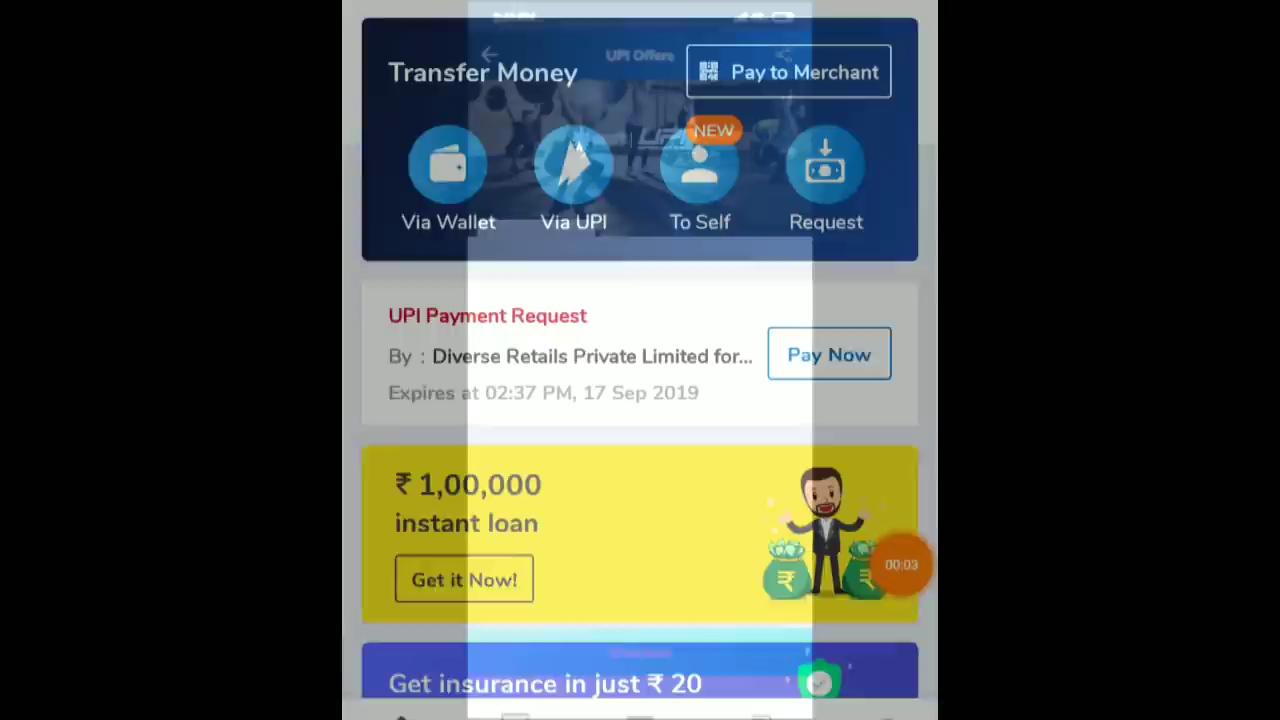 UPI Offers
Transfer Money
Pay to Merchant
NEW
UPI
Via Wallet
Via UPI
To Self
Request
UPI Payment Request
By : Diverse Retails Private Limited for...
Pay Now
Expires at 02:37 PM, 17 Sep 2019
₹ 1,00,000
instant loan
Get it Now!
₹
₹
00:03
Get insurance in just ₹ 20